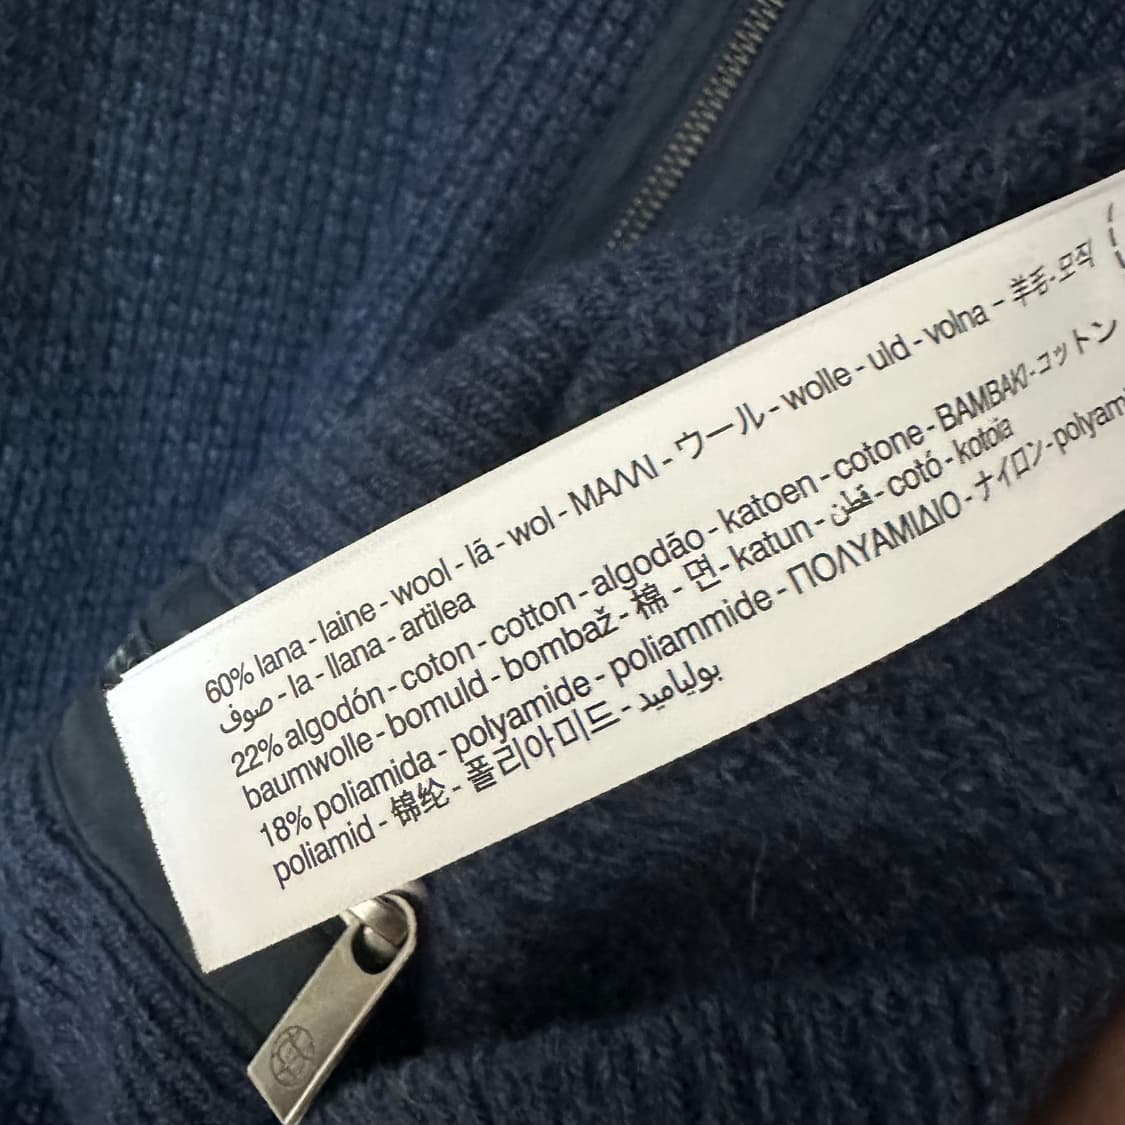 60% lana - laine - wool - lã - wol - ΜΑΛΛΙ - ウール - wolle - uld - volna - 羊毛 - 모직
صوف - la - llana - artilea
22% algodón - coton - cotton - algodão - katoen - cotone - BAMBAKI - コットン
baumwolle - bomuld - bombaž - 棉 - 면 - katun - قطن - cotó - kotoia
18% poliamida - polyamide - poliammide - ΠΟΛΥΑΜΙΔΙΟ - ナイロン - polyami
poliamid - 锦纶 - 폴리아미드 - بولياميد